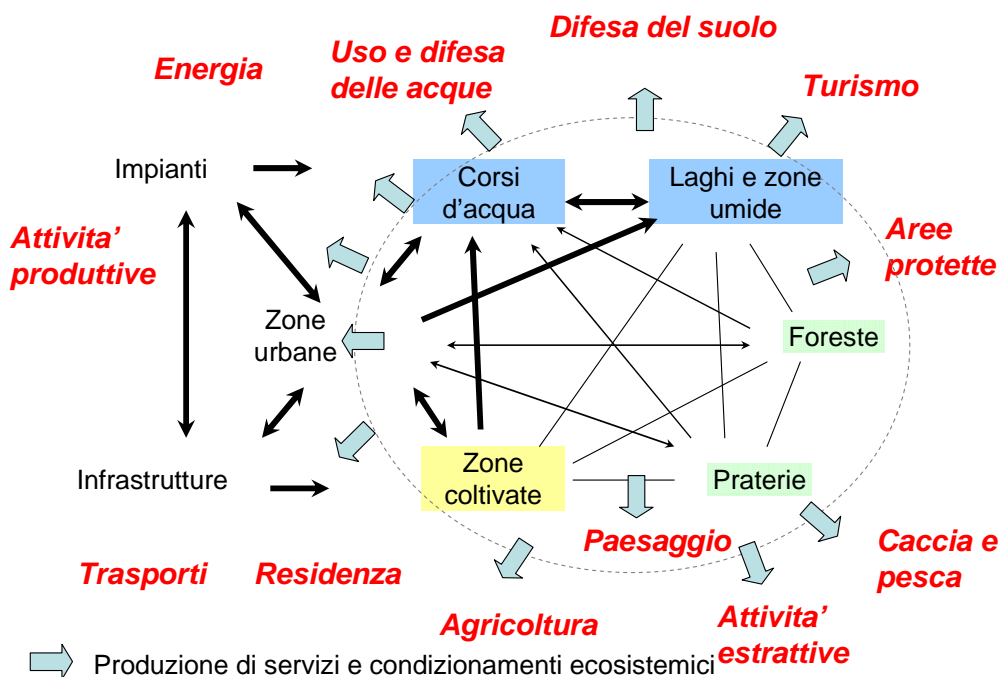 Difesa del suolo
Uso e difesa
delle acque
Energia
Turismo
Impianti
Corsi
d’acqua
Laghi e zone
umide
Attivita’
produttive
Aree
protette
Zone
urbane
Foreste
Infrastrutture
Zone
coltivate
Praterie
Paesaggio
Caccia e
pesca
Trasporti
Residenza
Agricoltura
Attivita’
estrattive
Produzione di servizi e condizionamenti ecosistemici